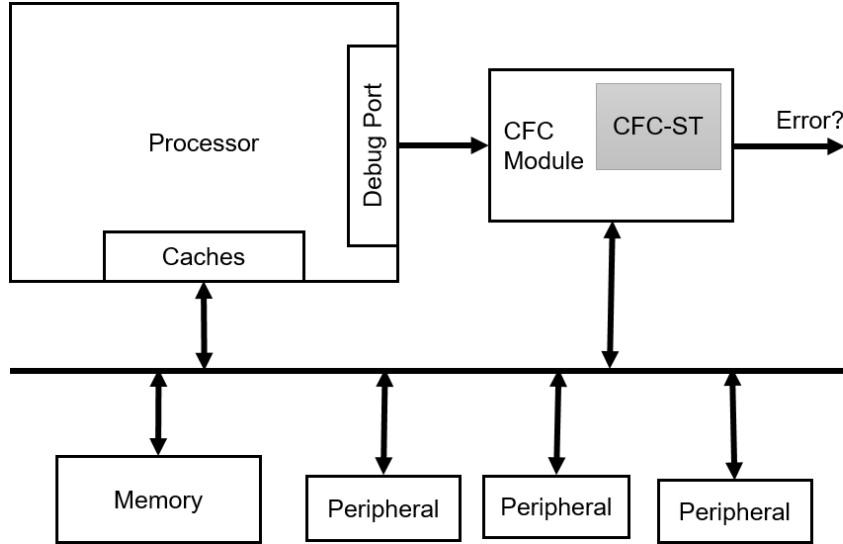 Processor
Debug Port
Caches
CFC
Module
CFC-ST
Error?
Memory
Peripheral
Peripheral
Peripheral